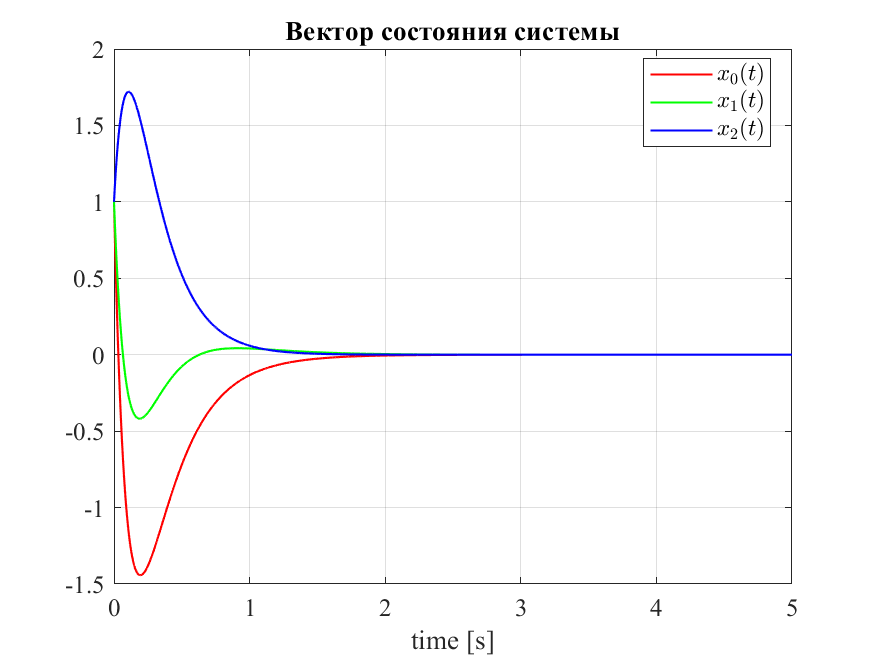 Вектор состояния системы
x₀(t)
x₁(t)
x₂(t)
2
1.5
1
0.5
0
-0.5
-1
-1.5
0 1 2 3 4 5
time [s]